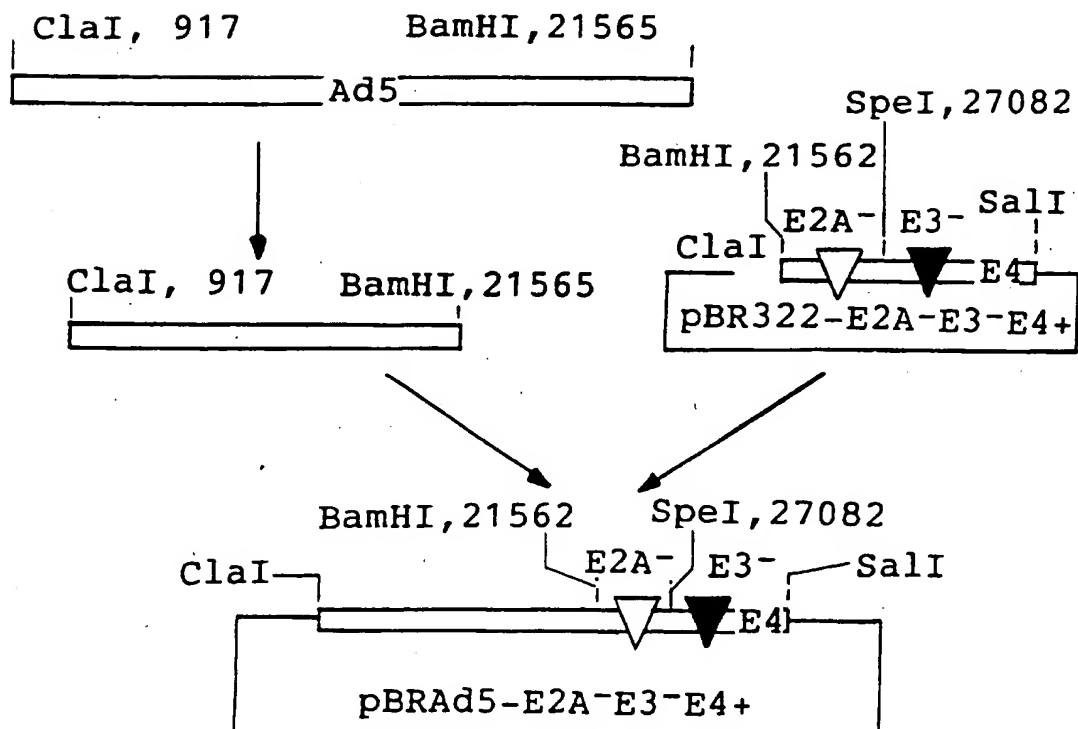 ClaI, 917 BamHI,21565
Ad5
SpeI,27082
BamHI,21562
E2A⁻ E3⁻ SalI
ClaI
E4
pBR322-E2A⁻E3⁻E4+
ClaI, 917 BamHI,21565
BamHI,21562 SpeI,27082
E2A⁻ E3⁻
ClaI SalI
E4
pBRAd5-E2A⁻E3⁻E4+